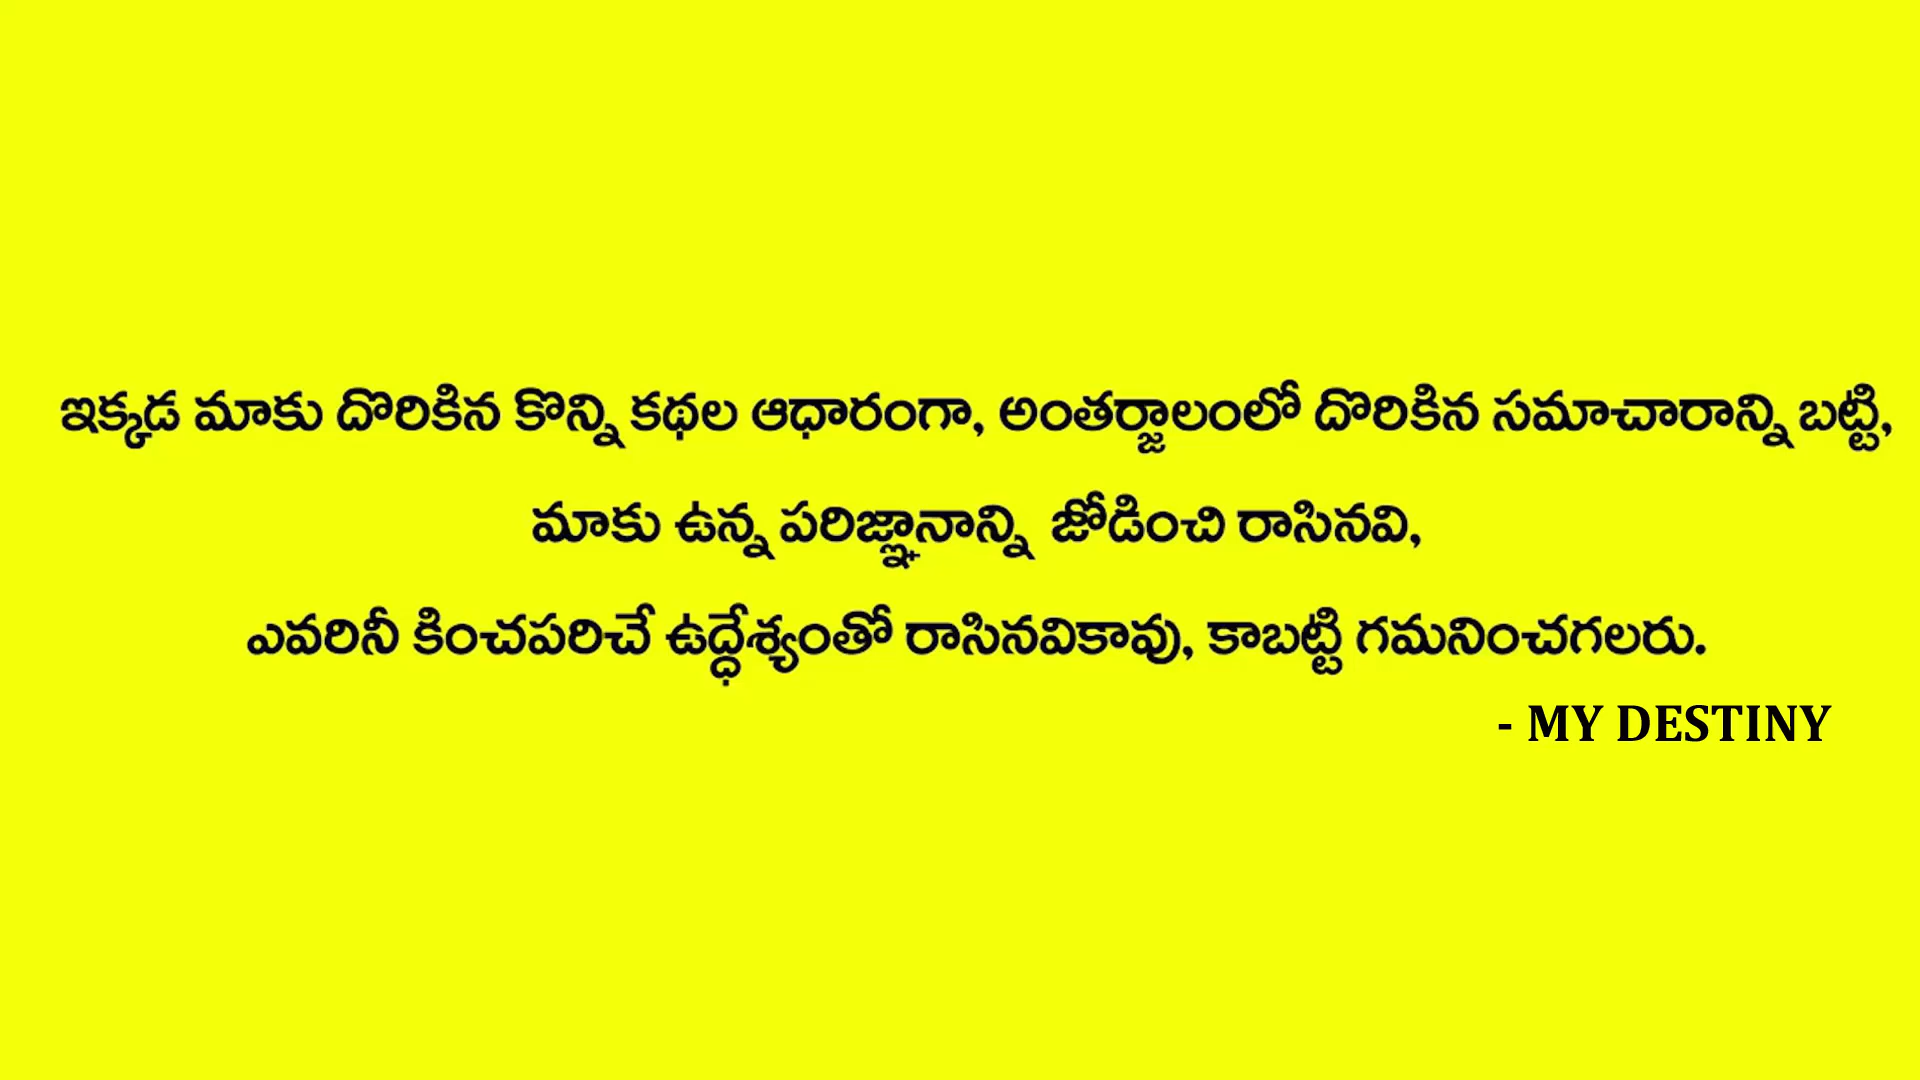 ఇక్కడ మాకు దొరికిన కొన్ని కథల ఆధారంగా, అంతర్జాలంలో దొరికిన సమాచారాన్ని బట్టి,
మాకు ఉన్న పరిజ్ఞానాన్ని జోడించి రాసినవి,
ఎవరినీ కించపరిచే ఉద్ధేశ్యంతో రాసినవికావు, కాబట్టి గమనించగలరు.
- MY DESTINY